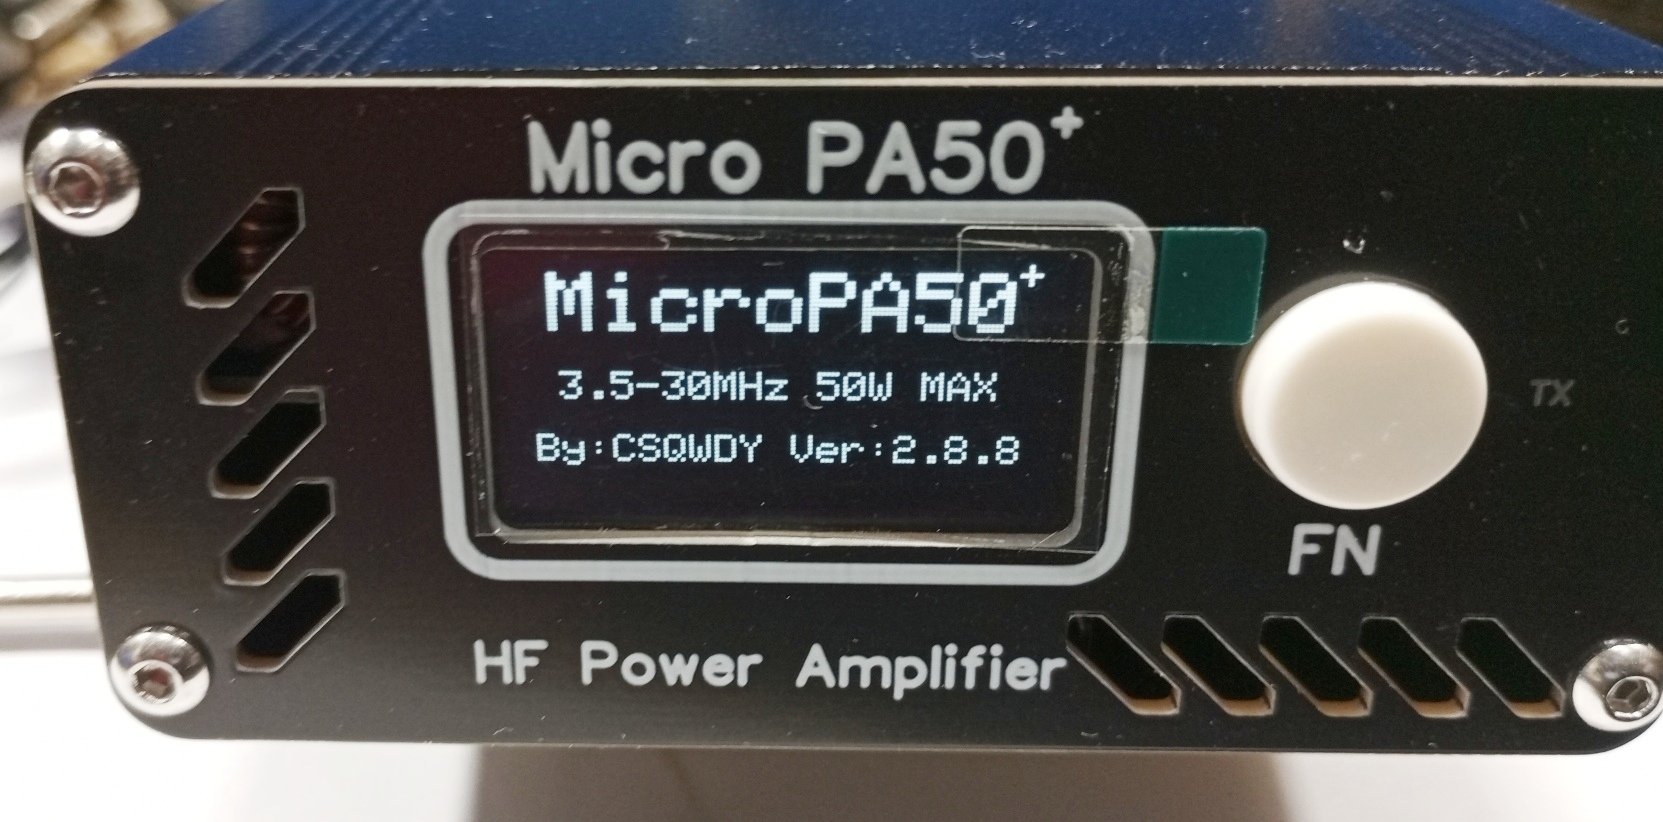 Micro PA50+
MicroPA50+
3.5-30MHz 50W MAX
By:CSQWDY Ver:2.8.8
TX
FN
HF Power Amplifier